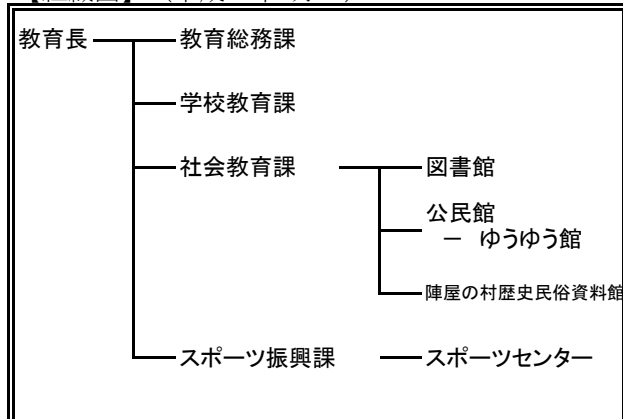 教育長
教育総務課
学校教育課
社会教育課
図書館
公民館
－ ゆうゆう館
陣屋の村歴史民俗資料館
スポーツ振興課
スポーツセンター